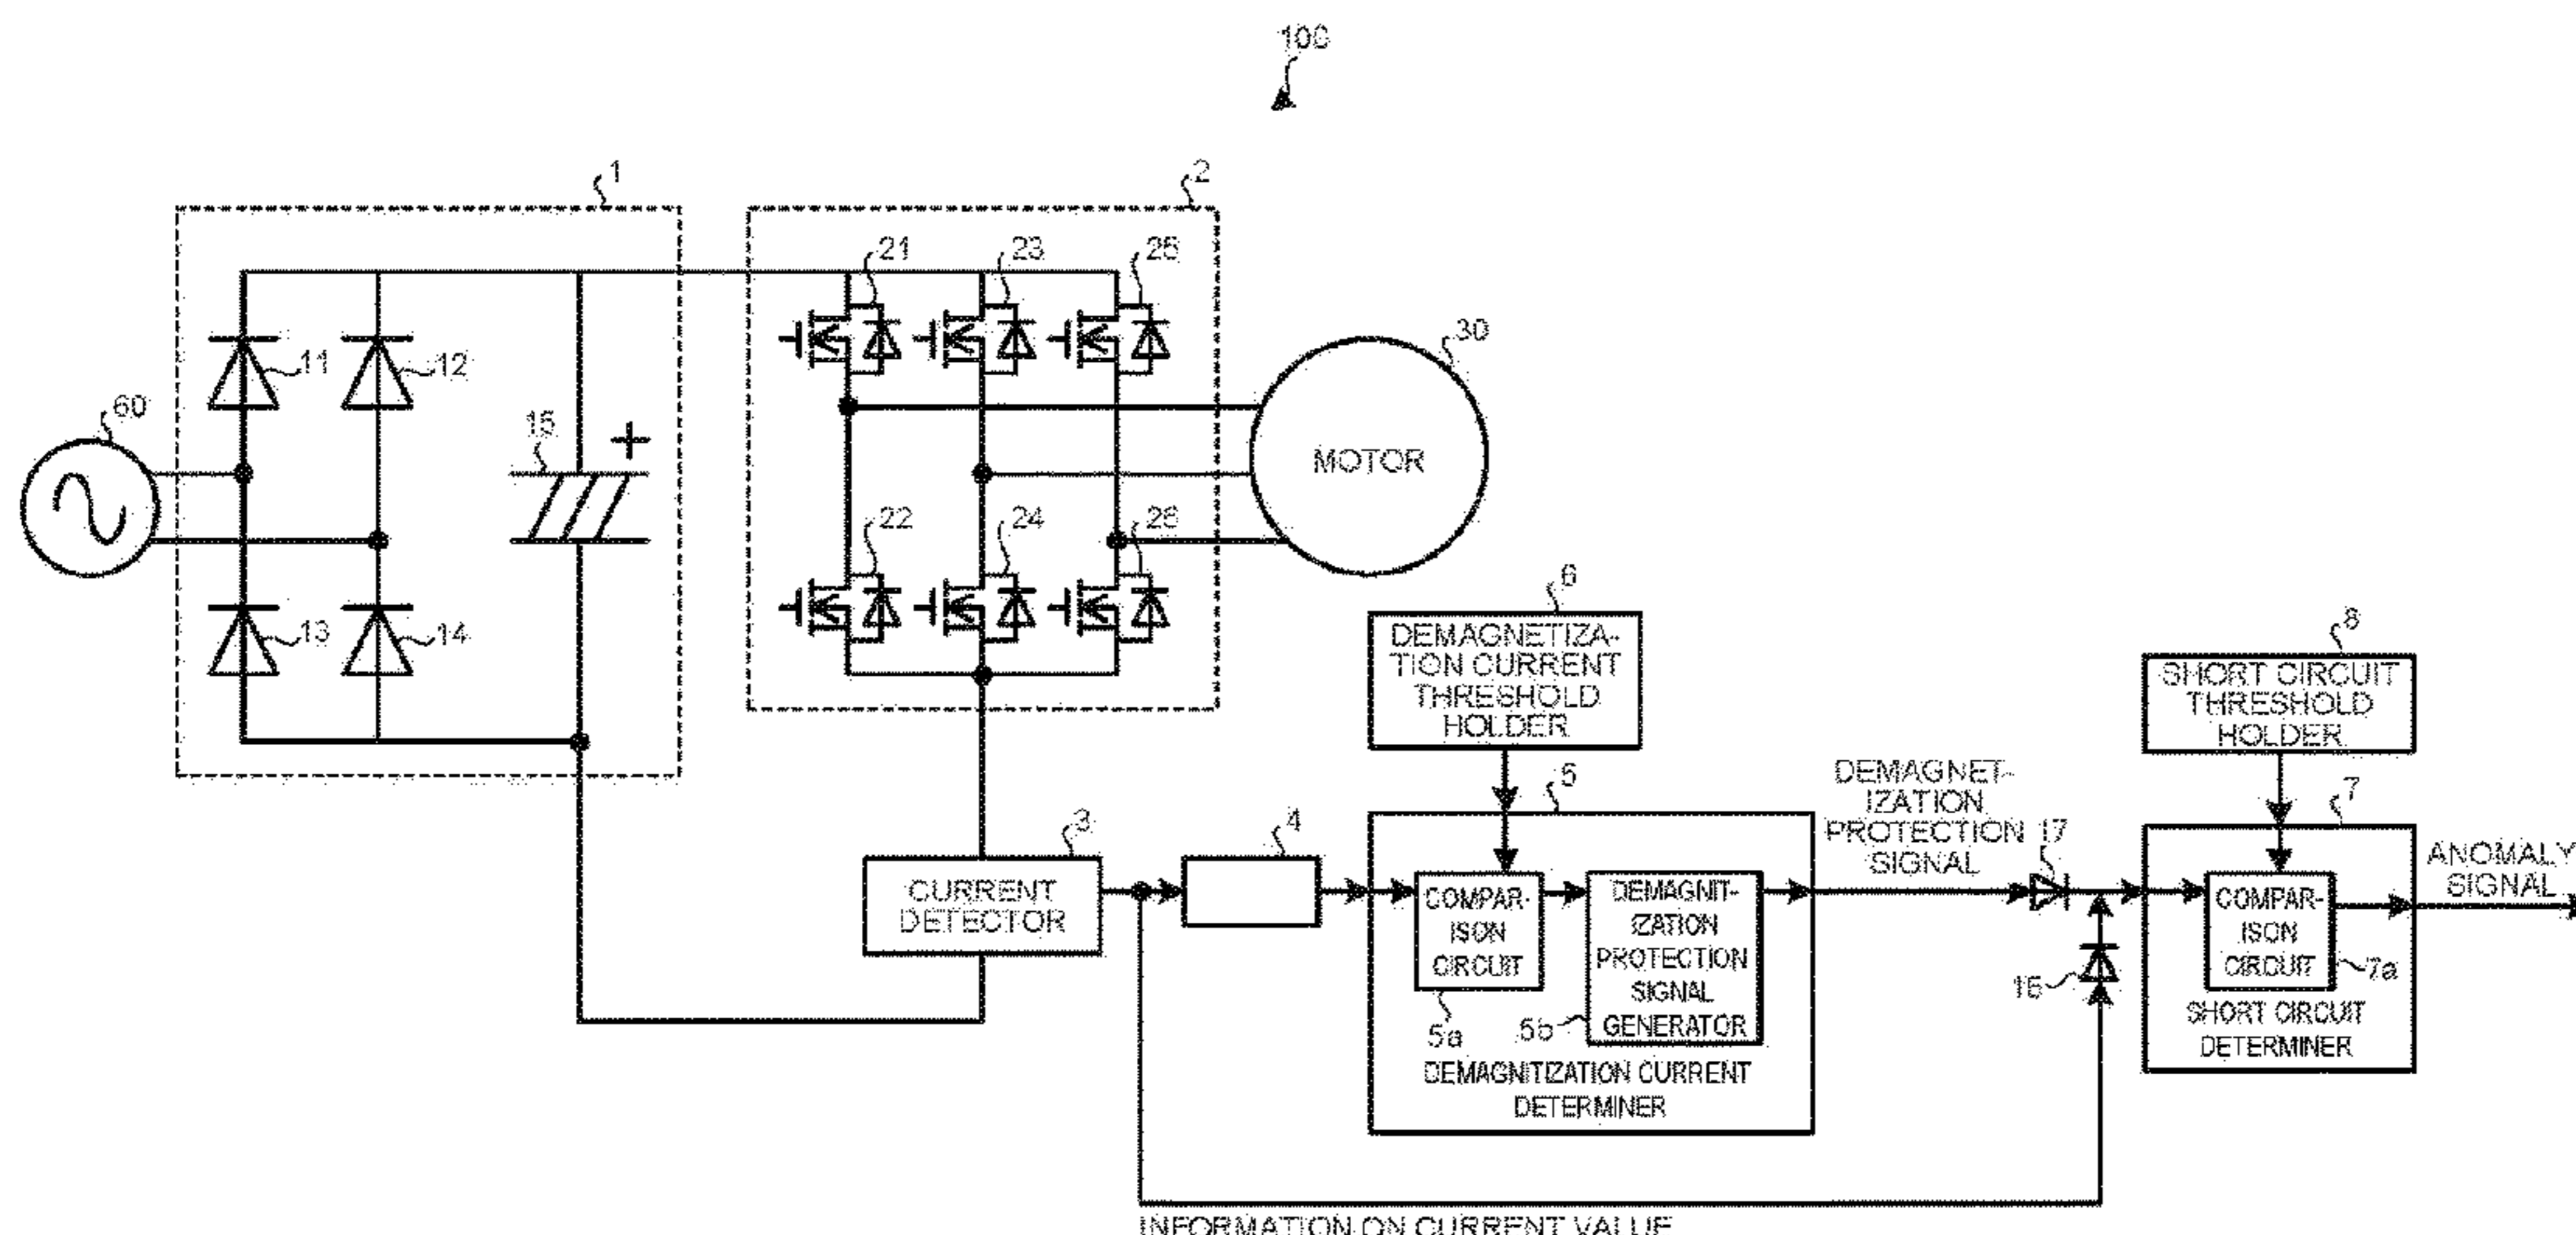 100
1
2
21
23
25
11
12
60
15
+
30
MOTOR
22
24
26
13
14
6
DEMAGNETIZA-
TION CURRENT
THRESHOLD
HOLDER
8
SHORT CIRCUIT
THRESHOLD
HOLDER
3
CURRENT
DETECTOR
4
5
COMPAR-
ISON
CIRCUIT
5a
DEMAGNIT-
IZATION
PROTECTION
SIGNAL
GENERATOR
5b
DEMAGNITIZATION CURRENT
DETERMINER
DEMAGNET-
IZATION
PROTECTION
SIGNAL
17
16
7
COMPAR-
ISON
CIRCUIT
7a
SHORT CIRCUIT
DETERMINER
ANOMALY
SIGNAL
INFORMATION ON CURRENT VALUE